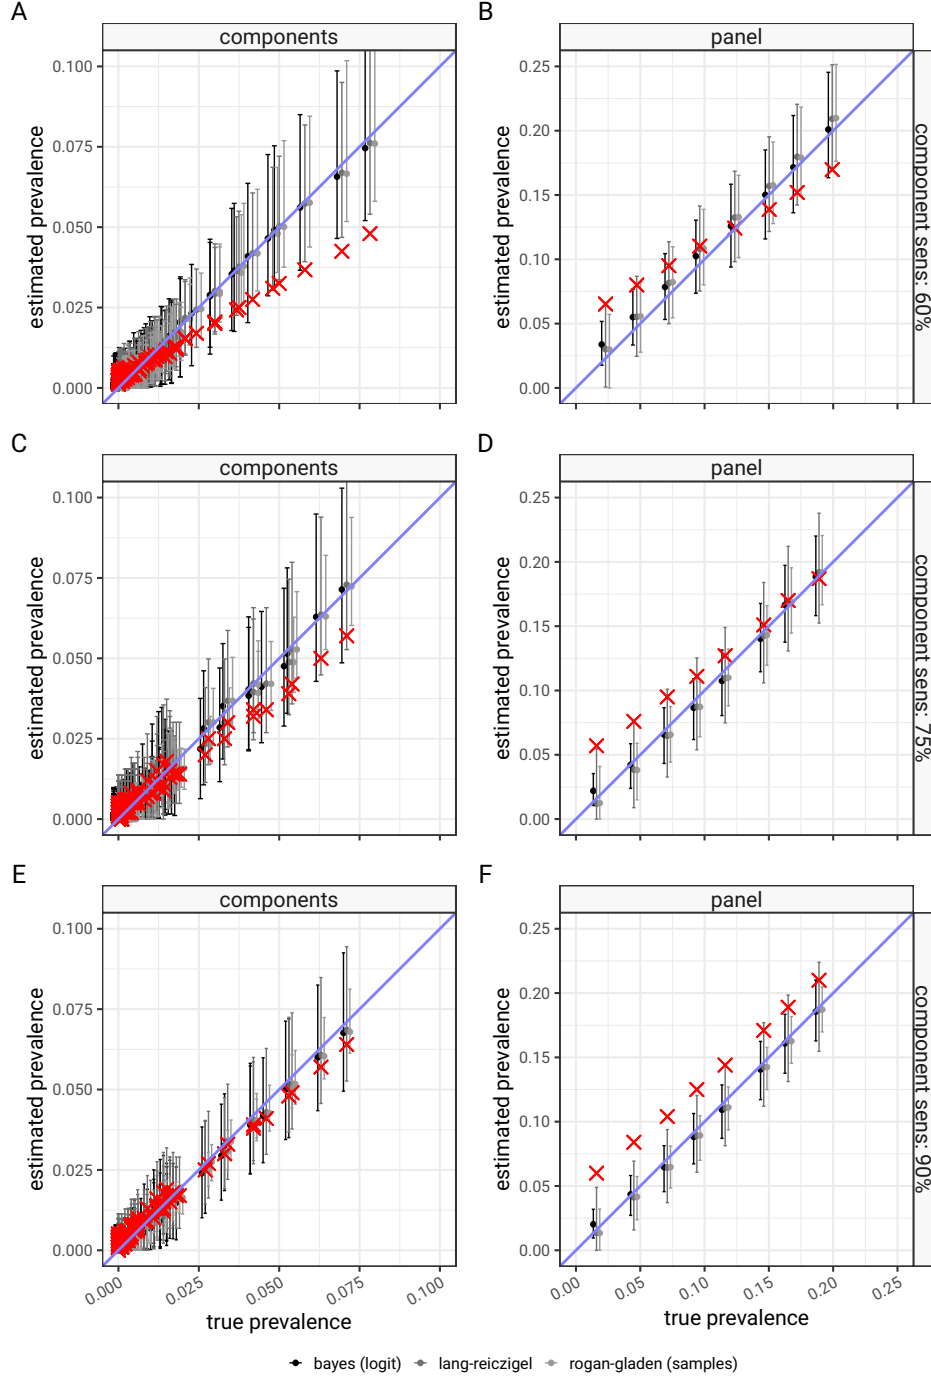 A
components
estimated prevalence
0.100
0.075
0.050
0.025
0.000
B
panel
estimated prevalence
0.25
0.20
0.15
0.10
0.05
0.00
component sens: 60%
C
components
estimated prevalence
0.100
0.075
0.050
0.025
0.000
D
panel
estimated prevalence
0.25
0.20
0.15
0.10
0.05
0.00
component sens: 75%
E
components
estimated prevalence
0.100
0.075
0.050
0.025
0.000
0.000 0.025 0.050 0.075 0.100
true prevalence
F
panel
estimated prevalence
0.25
0.20
0.15
0.10
0.05
0.00
0.00 0.05 0.10 0.15 0.20 0.25
true prevalence
component sens: 90%
bayes (logit) lang-reiczigel rogan-gladen (samples)